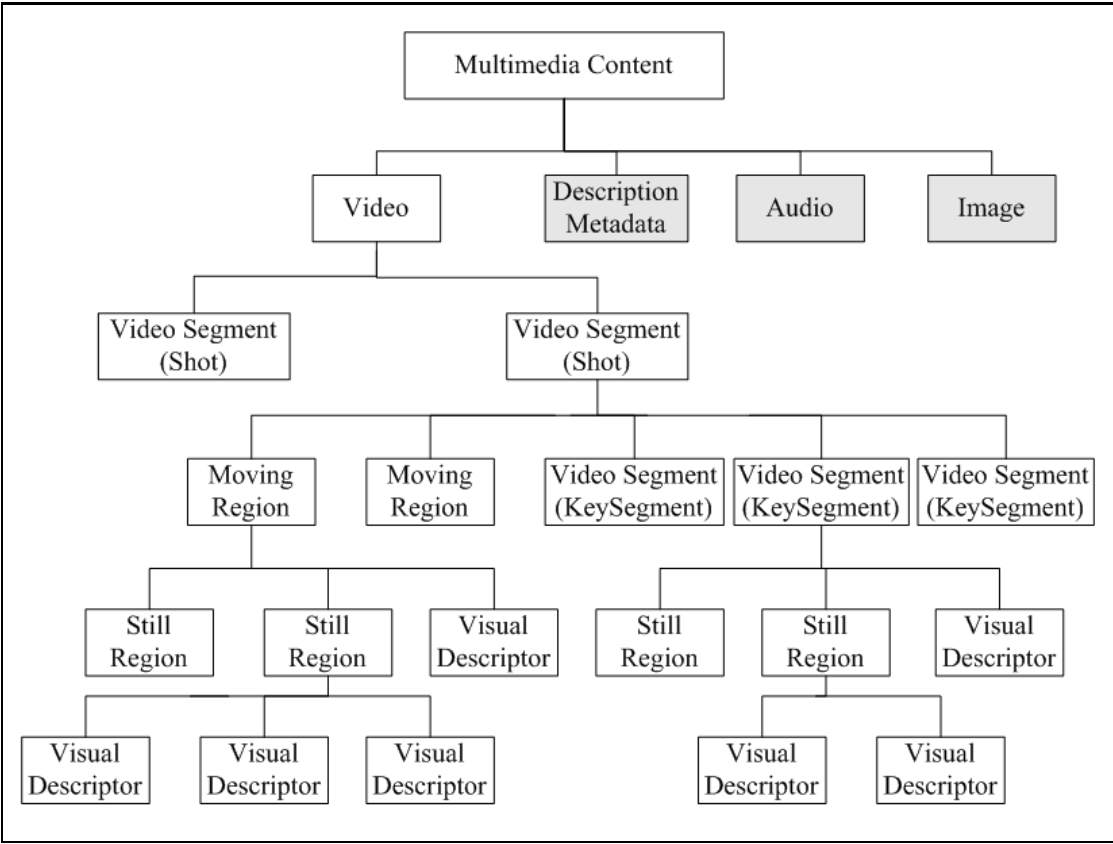 Multimedia Content
Video
Description
Metadata
Audio
Image
Video Segment
(Shot)
Video Segment
(Shot)
Moving
Region
Moving
Region
Video Segment
(KeySegment)
Video Segment
(KeySegment)
Video Segment
(KeySegment)
Still
Region
Still
Region
Visual
Descriptor
Still
Region
Still
Region
Visual
Descriptor
Visual
Descriptor
Visual
Descriptor
Visual
Descriptor
Visual
Descriptor
Visual
Descriptor